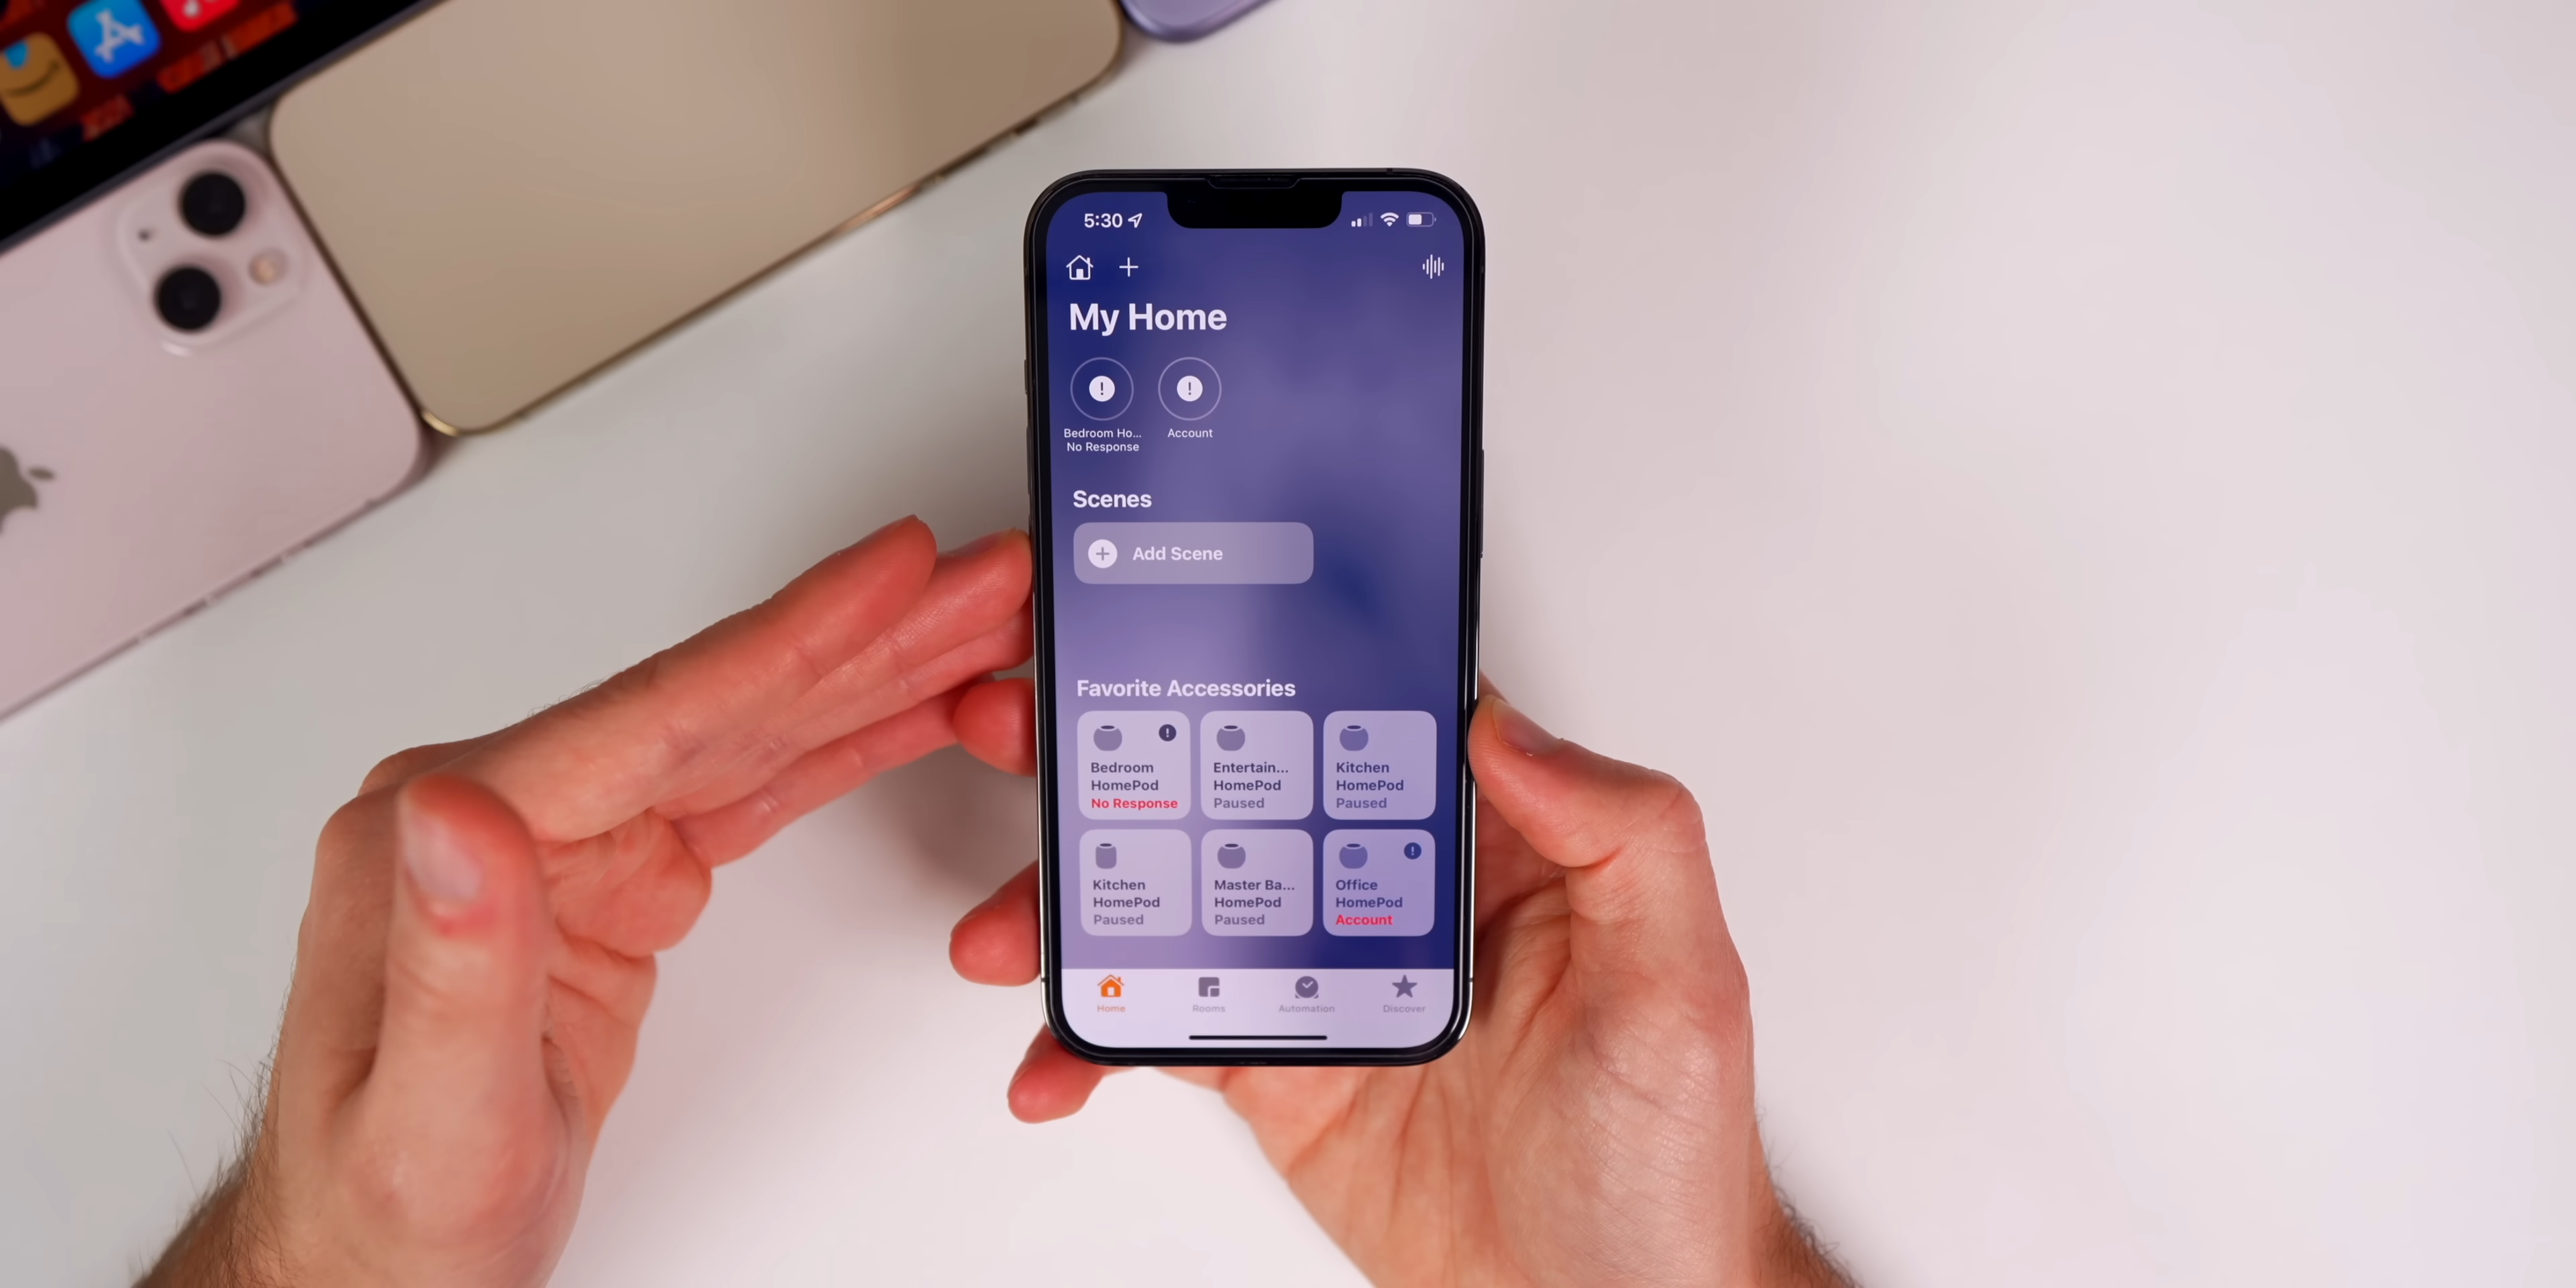 5:30
My Home
Bedroom Ho...
No Response
Account
Scenes
Add Scene
Favorite Accessories
Bedroom
HomePod
No Response
Entertain...
HomePod
Paused
Kitchen
HomePod
Paused
Kitchen
HomePod
Paused
Master Ba...
HomePod
Paused
Office
HomePod
Account
Home
Rooms
Automation
Discover